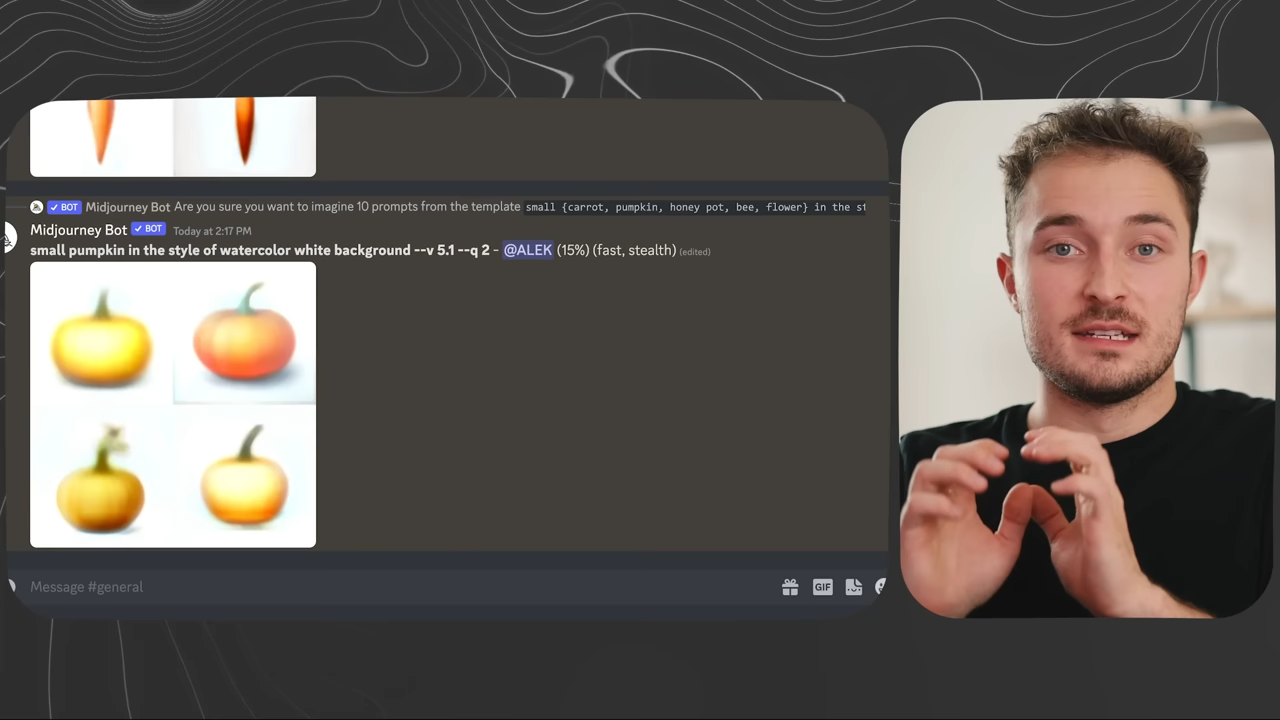 ✓ BOT Midjourney Bot Are you sure you want to imagine 10 prompts from the template small {carrot, pumpkin, honey pot, bee, flower} in the st
Midjourney Bot ✓ BOT Today at 2:17 PM
small pumpkin in the style of watercolor white background --v 5.1 --q 2 - @ALEK (15%) (fast, stealth) (edited)
Message #general
GIF